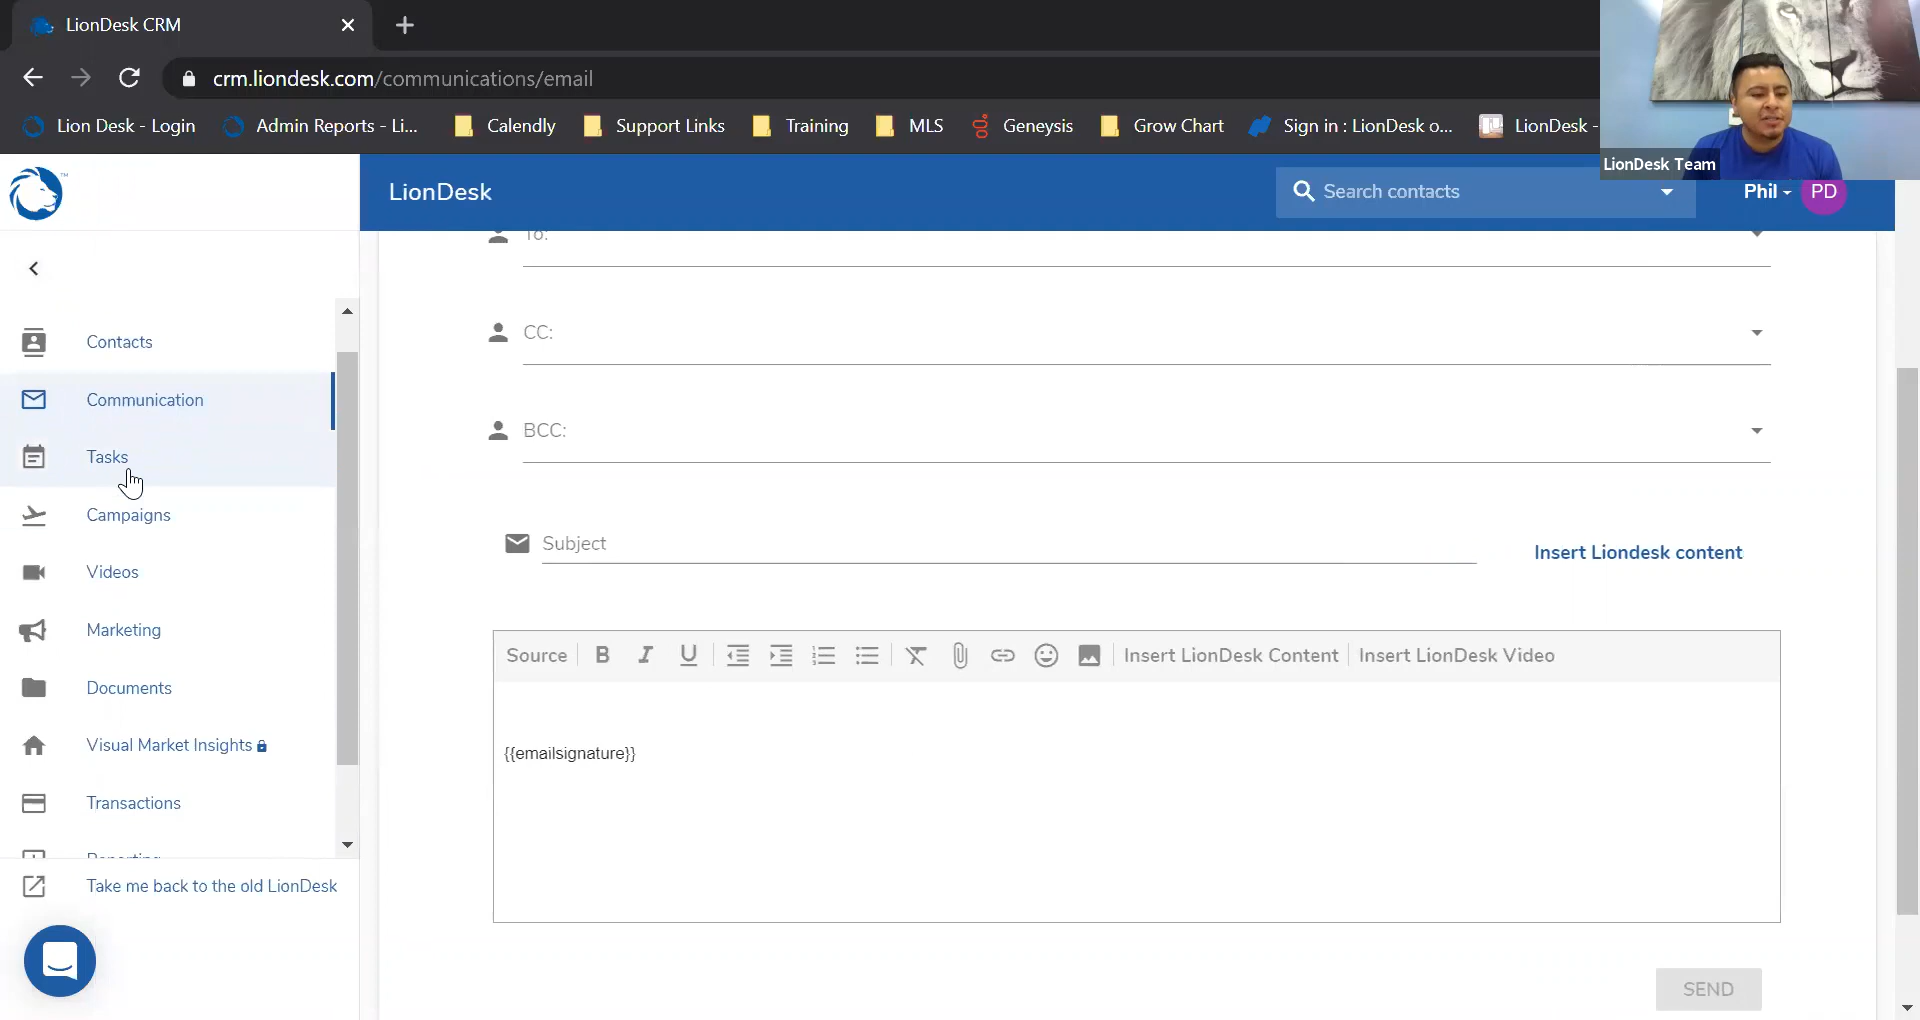 LionDesk CRM
crm.liondesk.com/communications/email
Lion Desk - Login
Admin Reports - Li...
Calendly
Support Links
Training
MLS
Geneysis
Grow Chart
Sign in : LionDesk o...
LionDesk -
LionDesk Team
LionDesk
Search contacts
Phil
PD
To:
Contacts
CC:
Communication
BCC:
Tasks
Campaigns
Subject
Insert Liondesk content
Videos
Marketing
Source B I U Insert LionDesk Content Insert LionDesk Video
Documents
Visual Market Insights
{{emailsignature}}
Transactions
Reporting
Take me back to the old LionDesk
SEND